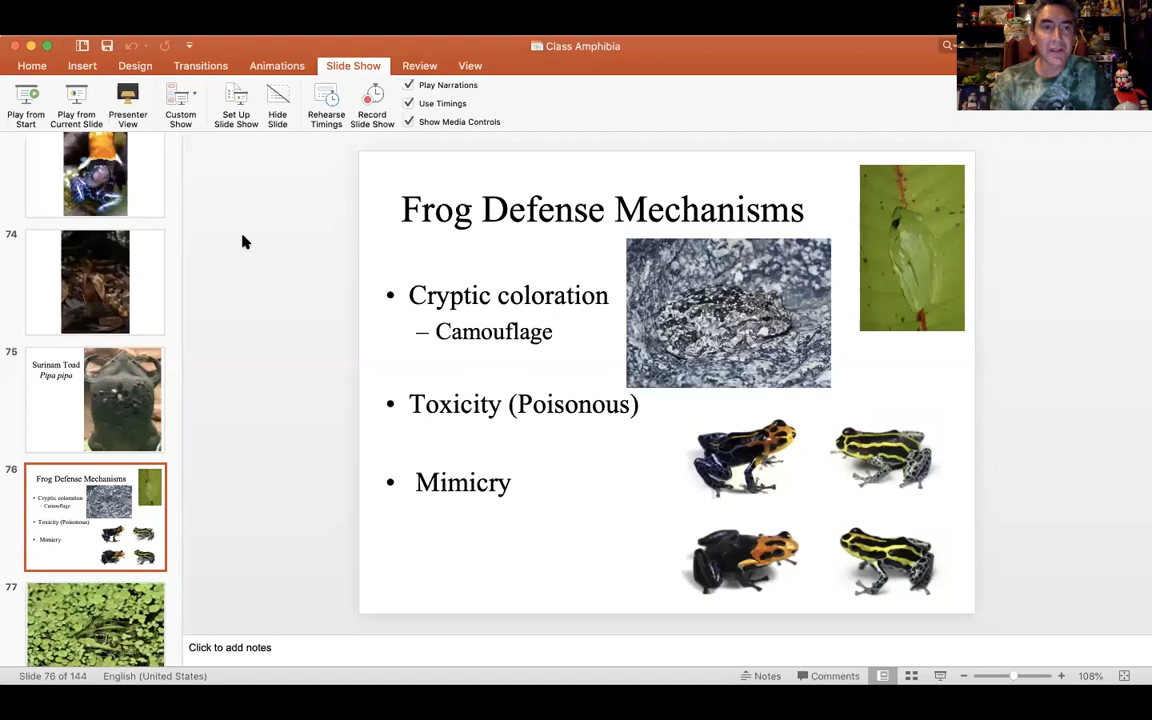 Class Amphibia
Home Insert Design Transitions Animations Slide Show Review View
Play from Start
Play from Current Slide
Presenter View
Custom Show
Set Up Slide Show
Hide Slide
Rehearse Timings
Record Slide Show
Play Narrations
Use Timings
Show Media Controls
74
75
Surinam Toad
Pipa pipa
76
Frog Defense Mechanisms
• Cryptic coloration
– Camouflage
• Toxicity (Poisonous)
• Mimicry
77
Frog Defense Mechanisms
• Cryptic coloration
– Camouflage
• Toxicity (Poisonous)
• Mimicry
Click to add notes
Slide 76 of 144 English (United States) Notes Comments 108%